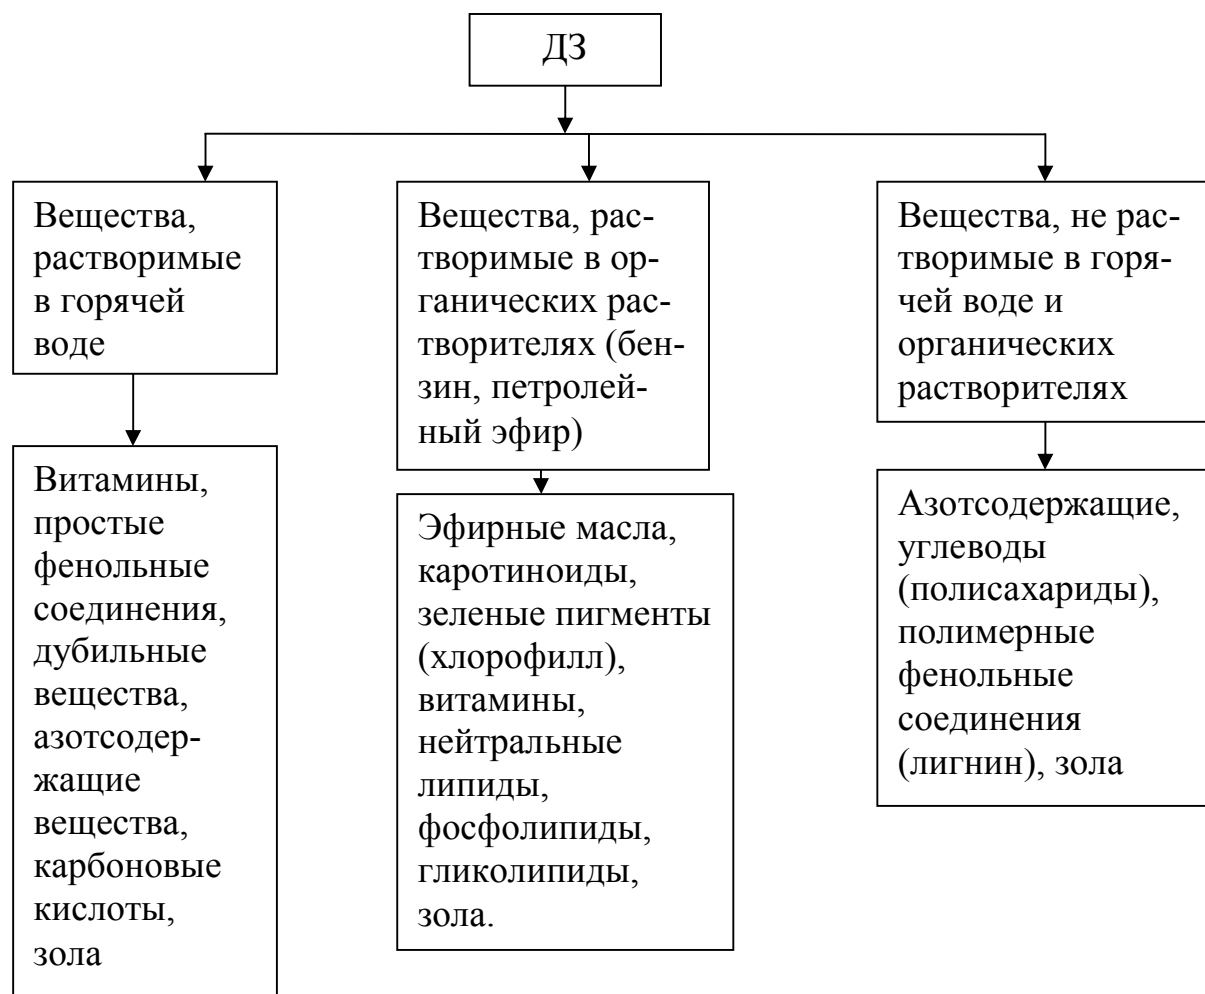 ДЗ
Вещества,
растворимые
в горячей
воде
Вещества, рас-
творимые в ор-
ганических рас-
творителях (бен-
зин, петролей-
ный эфир)
Вещества, не рас-
творимые в горя-
чей воде и
органических
растворителях
Витамины,
простые
фенольные
соединения,
дубильные
вещества,
азотсодер-
жащие
вещества,
карбоновые
кислоты,
зола
Эфирные масла,
каротиноиды,
зеленые пигменты
(хлорофилл),
витамины,
нейтральные
липиды,
фосфолипиды,
гликолипиды,
зола.
Азотсодержащие,
углеводы
(полисахариды),
полимерные
фенольные
соединения
(лигнин), зола